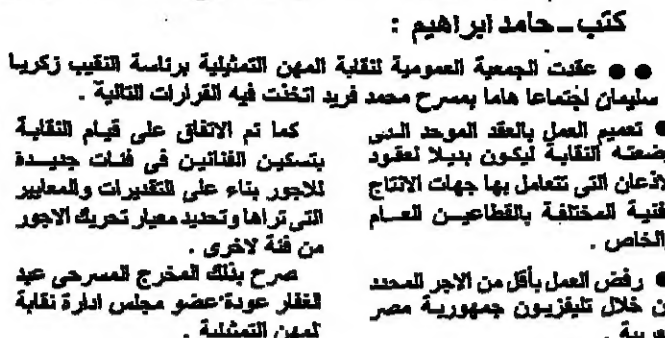 كتب ـ حامد ابراهيم :
●● عقدت الجمعية العمومية لنقابة المهن التمثيلية برئاسة النقيب زكريا
سليمان اجتماعا هاما بمسرح محمد فريد اتخذت فيه القرارات التالية .
● تعميم العمل بالعقد الموحد الذى
وضعته النقابة ليكون بديلا لعقود
الاذعان التى تتعامل بها جهات الانتاج
الفنية المختلفة بالقطاعين العام
والخاص .
● رفض العمل بأقل من الاجر المحدد
من خلال تليفزيون جمهورية مصر
العربية .
كما تم الاتفاق على قيام النقابة
بتسكين الفنانين فى فئات جديدة
للاجور بناء على التقديرات والمعايير
التى تراها وتحديد معيار تحريك الاجور
من فئة لاخرى .
صرح بذلك المخرج المسرحى عبد
الغفار عودة عضو مجلس ادارة نقابة
المهن التمثيلية .